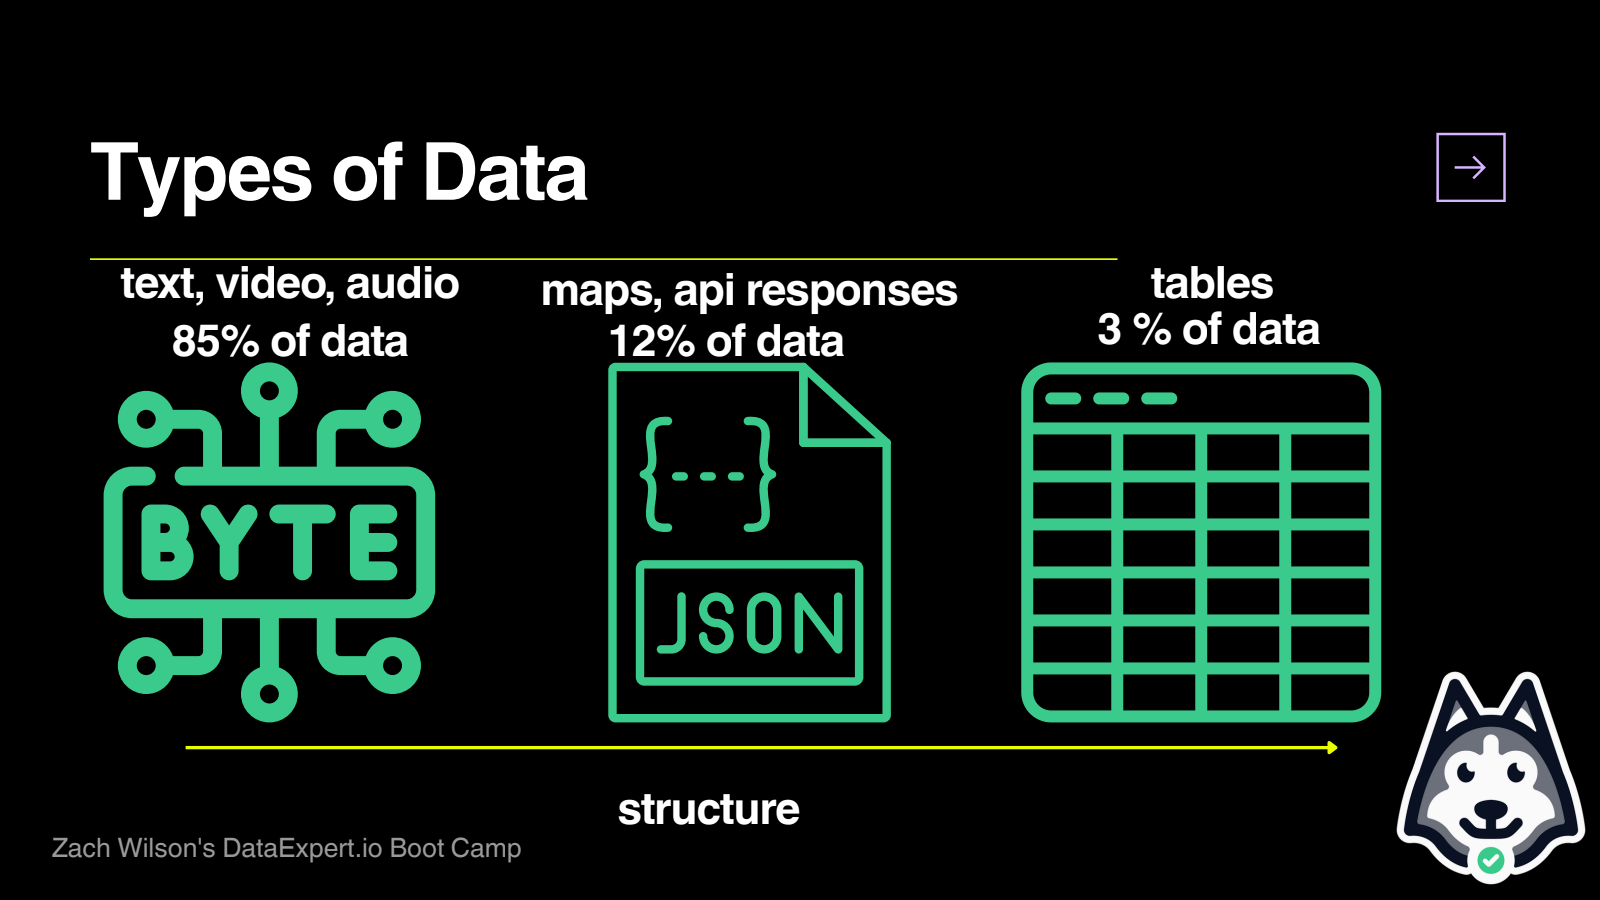 Types of Data
text, video, audio
85% of data
maps, api responses
12% of data
tables
3 % of data
BYTE
{---}
JSON
structure
Zach Wilson's DataExpert.io Boot Camp